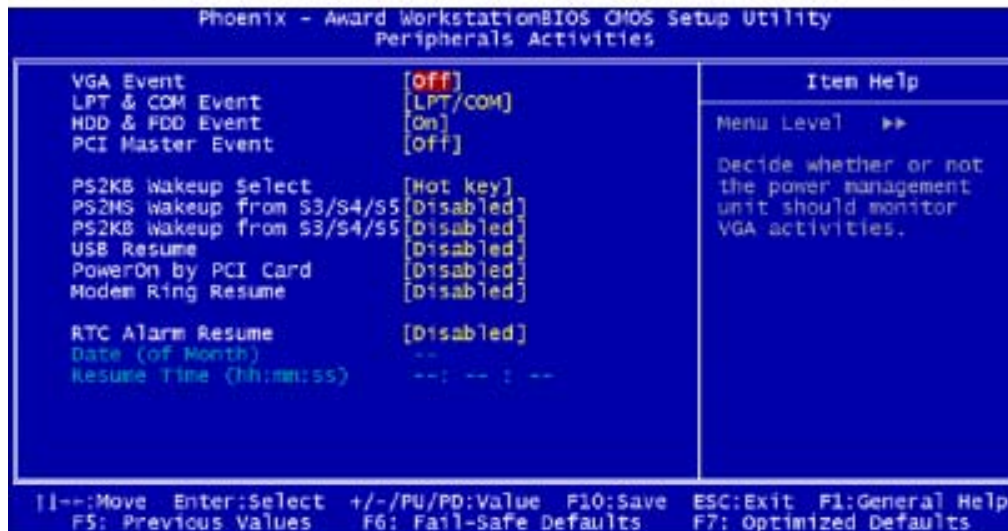 Phoenix - Award WorkstationBIOS CMOS Setup Utility
Peripherals Activities
VGA Event [Off]
LPT & COM Event [LPT/COM]
HDD & FDD Event [On]
PCI Master Event [Off]
PS2KB Wakeup Select [Hot key]
PS2MS Wakeup from S3/S4/S5[Disabled]
PS2KB Wakeup from S3/S4/S5[Disabled]
USB Resume [Disabled]
PowerOn by PCI Card [Disabled]
Modem Ring Resume [Disabled]
RTC Alarm Resume [Disabled]
Date (of Month) --
Resume Time (hh:mm:ss) --: -- : --
Item Help
Menu Level ▶▶
Decide whether or not
the power management
unit should monitor
VGA activities.
↑↓--:Move Enter:Select +/-/PU/PD:Value F10:Save ESC:Exit F1:General Help
F5: Previous Values F6: Fail-Safe Defaults F7: Optimized Defaults